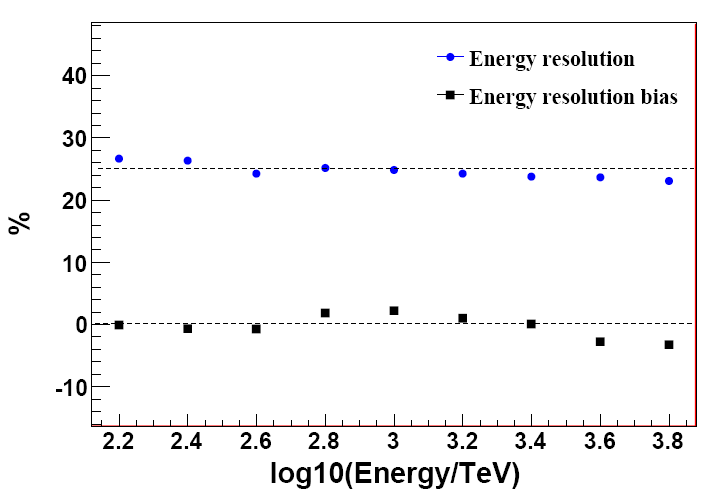 Energy resolution
Energy resolution bias
40
30
20
10
0
-10
%
2.2 2.4 2.6 2.8 3 3.2 3.4 3.6 3.8
log10(Energy/TeV)